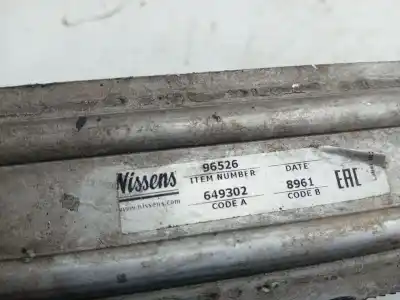 Nissens
www.nissens.com
96526
ITEM NUMBER
DATE
649302
CODE A
8961
CODE B
EAC